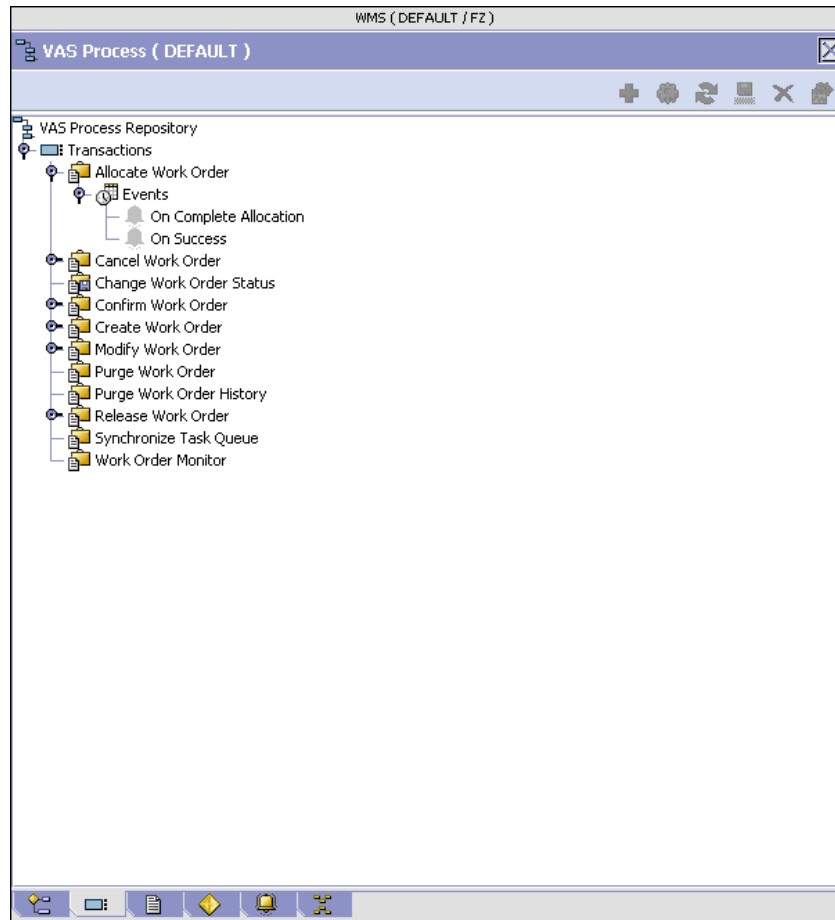 WMS ( DEFAULT / FZ )
VAS Process ( DEFAULT )
VAS Process Repository
Transactions
Allocate Work Order
Events
On Complete Allocation
On Success
Cancel Work Order
Change Work Order Status
Confirm Work Order
Create Work Order
Modify Work Order
Purge Work Order
Purge Work Order History
Release Work Order
Synchronize Task Queue
Work Order Monitor